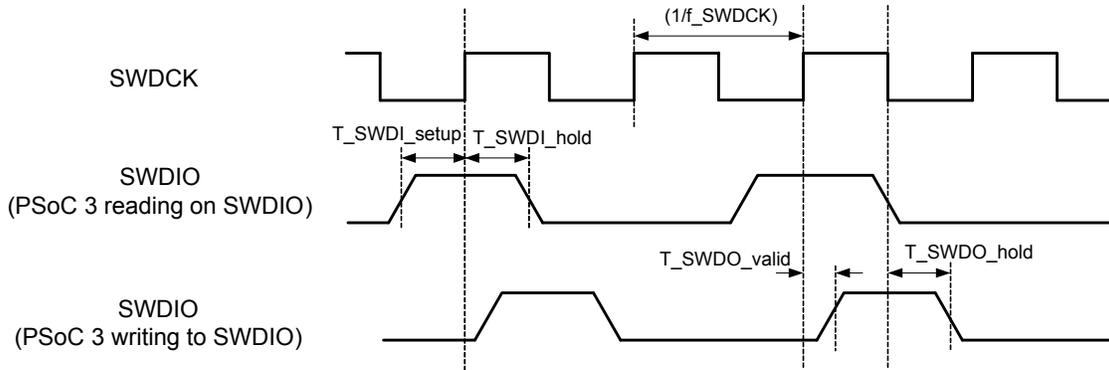 (1/f_SWDCK)
SWDCK
T_SWDI_setup
T_SWDI_hold
SWDIO
(PSoC 3 reading on SWDIO)
T_SWDO_valid
T_SWDO_hold
SWDIO
(PSoC 3 writing to SWDIO)